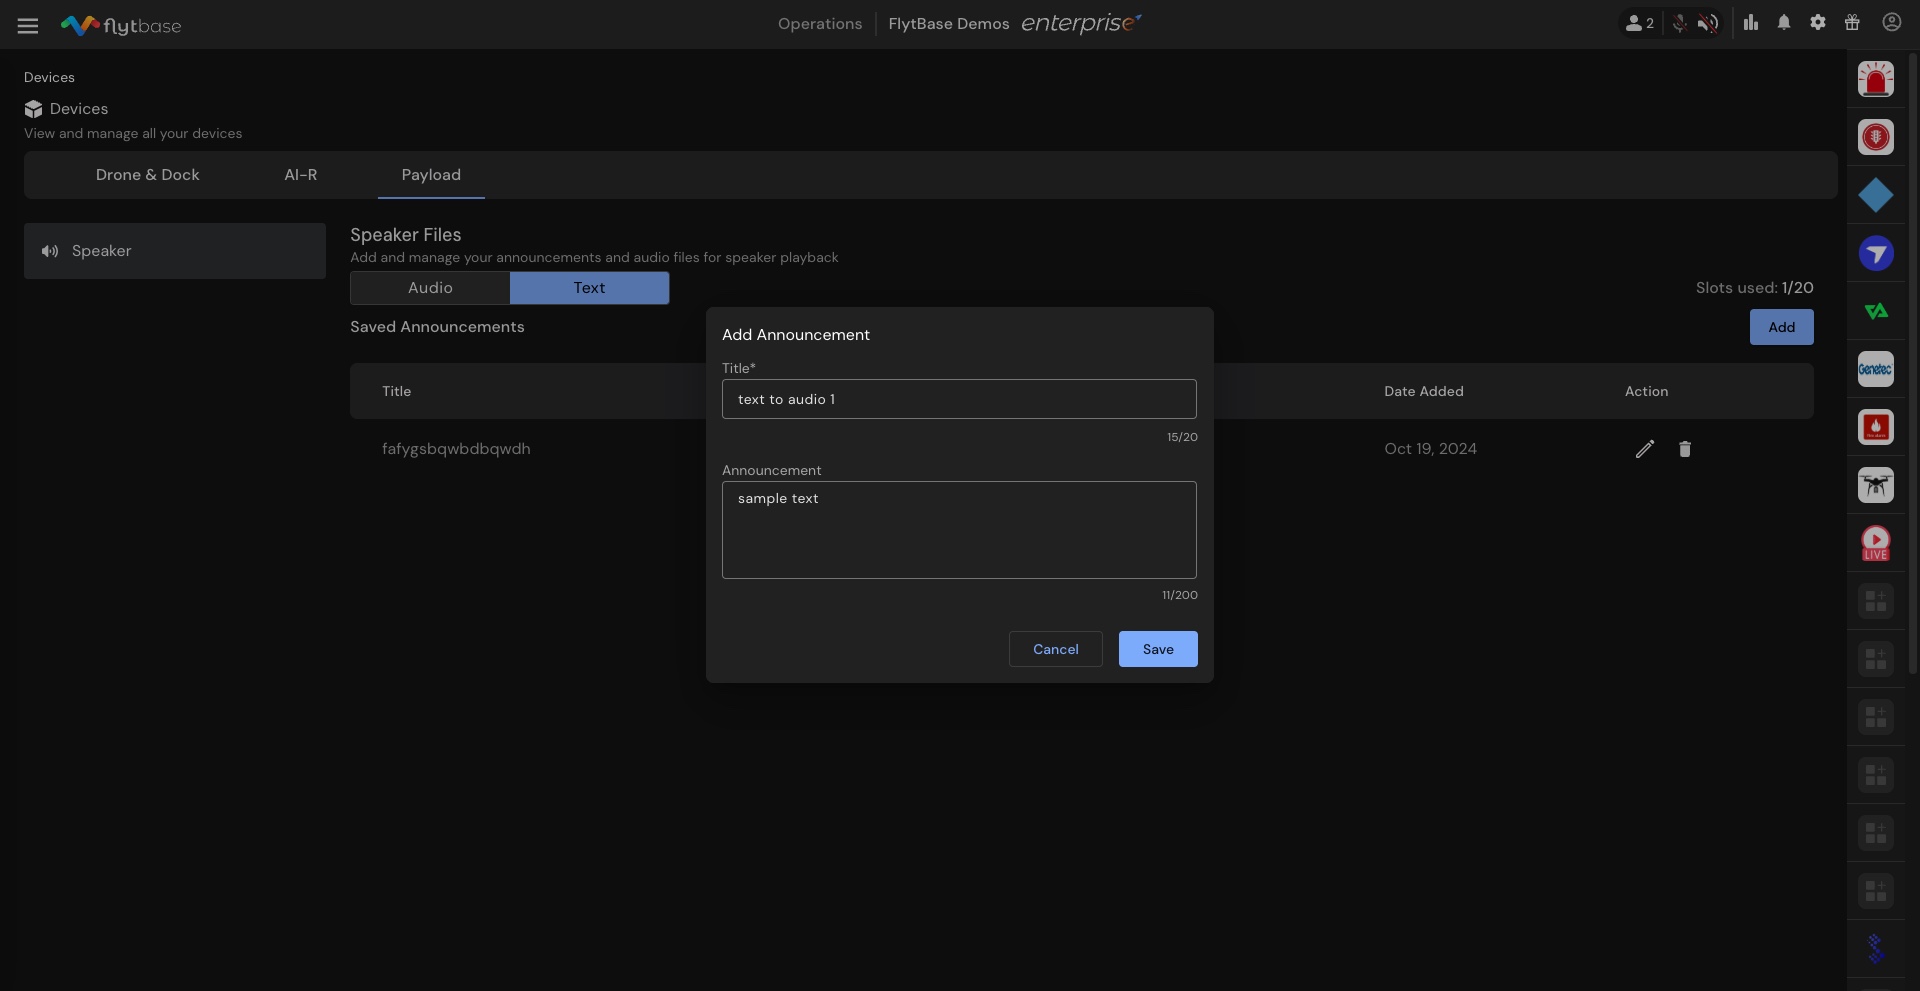 flytbase
Operations
FlytBase Demos enterprise
2
Devices
Devices
View and manage all your devices
Drone & Dock
AI-R
Payload
Speaker
Speaker Files
Add and manage your announcements and audio files for speaker playback
Audio
Text
Slots used: 1/20
Saved Announcements
Add
Title
Date Added
Action
fafygsbqwbdbqwdh
Oct 19, 2024
Add Announcement
Title*
text to audio 1
15/20
Announcement
sample text
11/200
Cancel
Save
Genetec
LIVE